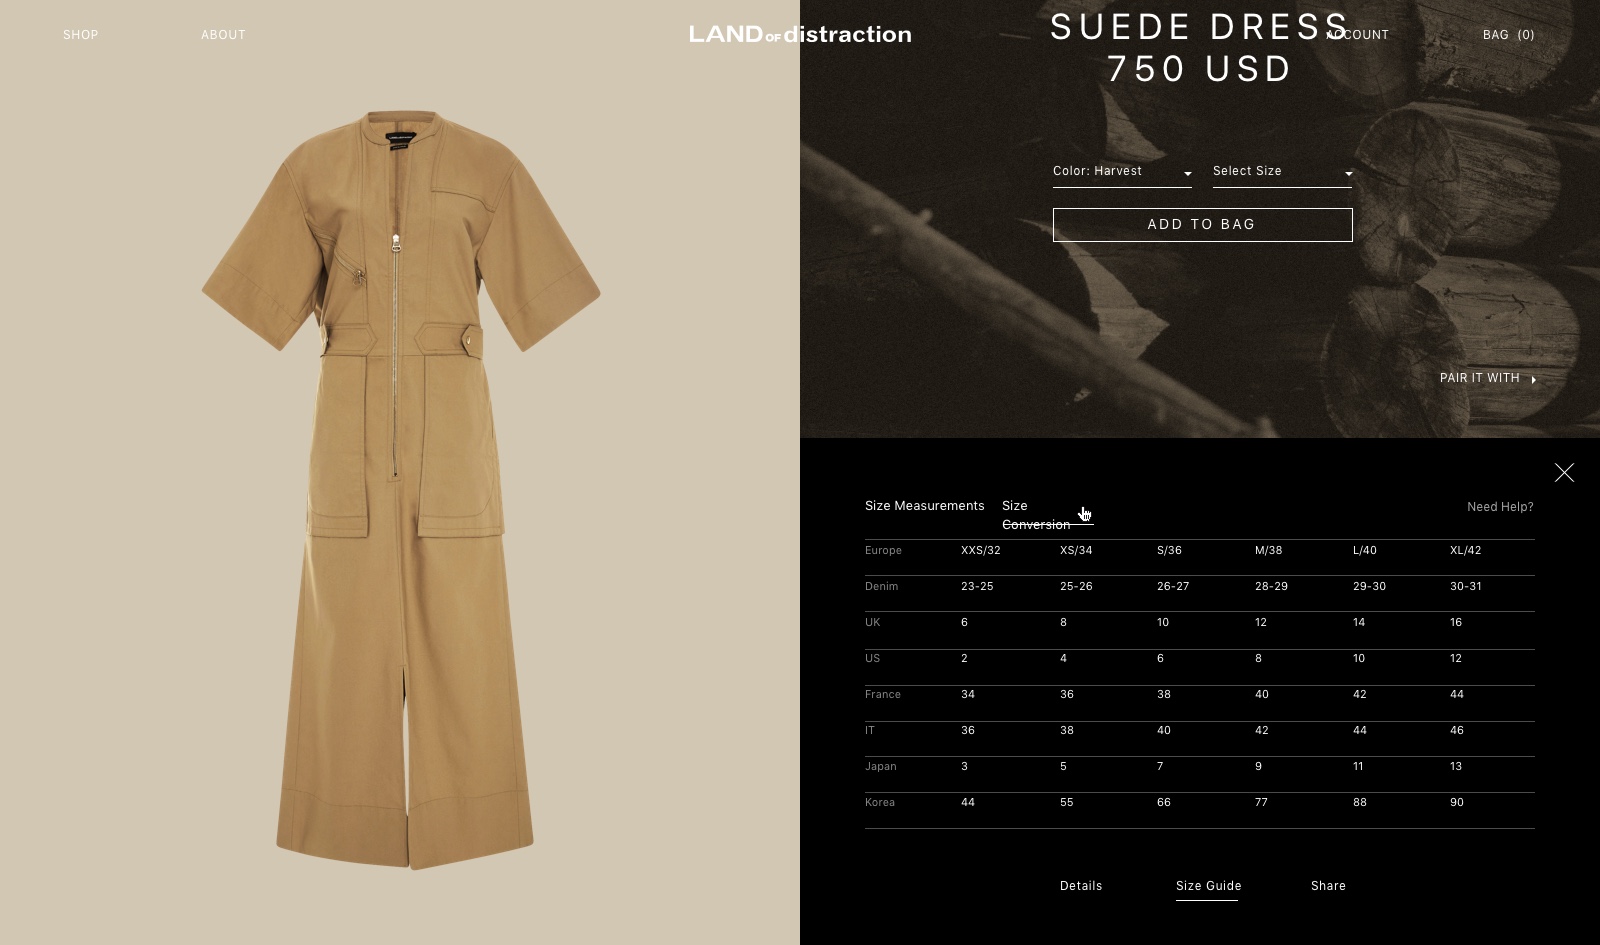 SHOP
ABOUT
LAND OF distraction
ACCOUNT
BAG (0)
SUEDE DRESS
750 USD
Color: Harvest
Select Size
ADD TO BAG
PAIR IT WITH
Size Measurements
Size
Conversion
Need Help?
Europe XXS/32 XS/34 S/36 M/38 L/40 XL/42
Denim 23-25 25-26 26-27 28-29 29-30 30-31
UK 6 8 10 12 14 16
US 2 4 6 8 10 12
France 34 36 38 40 42 44
IT 36 38 40 42 44 46
Japan 3 5 7 9 11 13
Korea 44 55 66 77 88 90
Details
Size Guide
Share